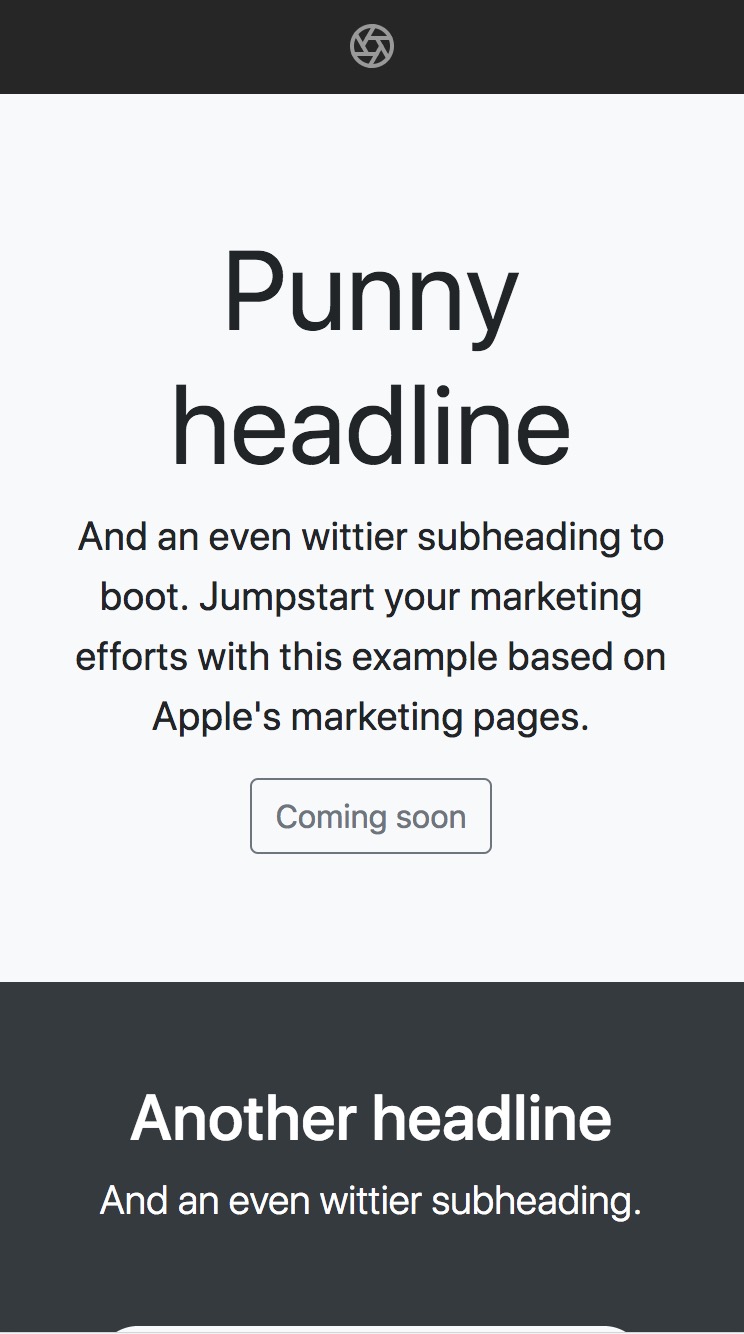 Punny
headline
And an even wittier subheading to
boot. Jumpstart your marketing
efforts with this example based on
Apple's marketing pages.
Coming soon
Another headline
And an even wittier subheading.